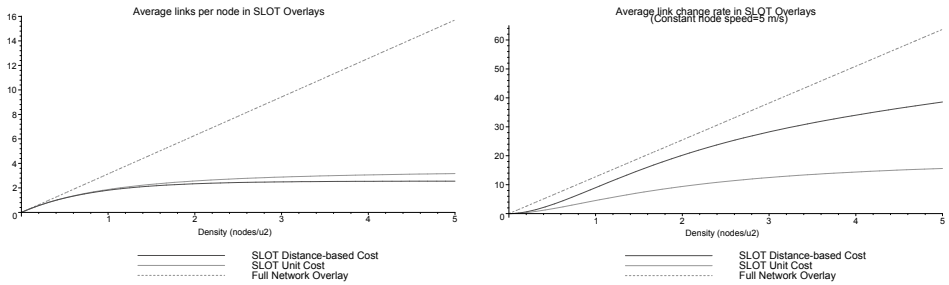 Average links per node in SLOT Overlays
16
14
12
10
8
6
4
2
0
0
1
2
3
4
5
Density (nodes/u2)
SLOT Distance-based Cost
SLOT Unit Cost
Full Network Overlay
Average link change rate in SLOT Overlays
(Constant node speed=5 m/s)
60
50
40
30
20
10
0
0
1
2
3
4
5
Density (nodes/u2)
SLOT Distance-based Cost
SLOT Unit Cost
Full Network Overlay